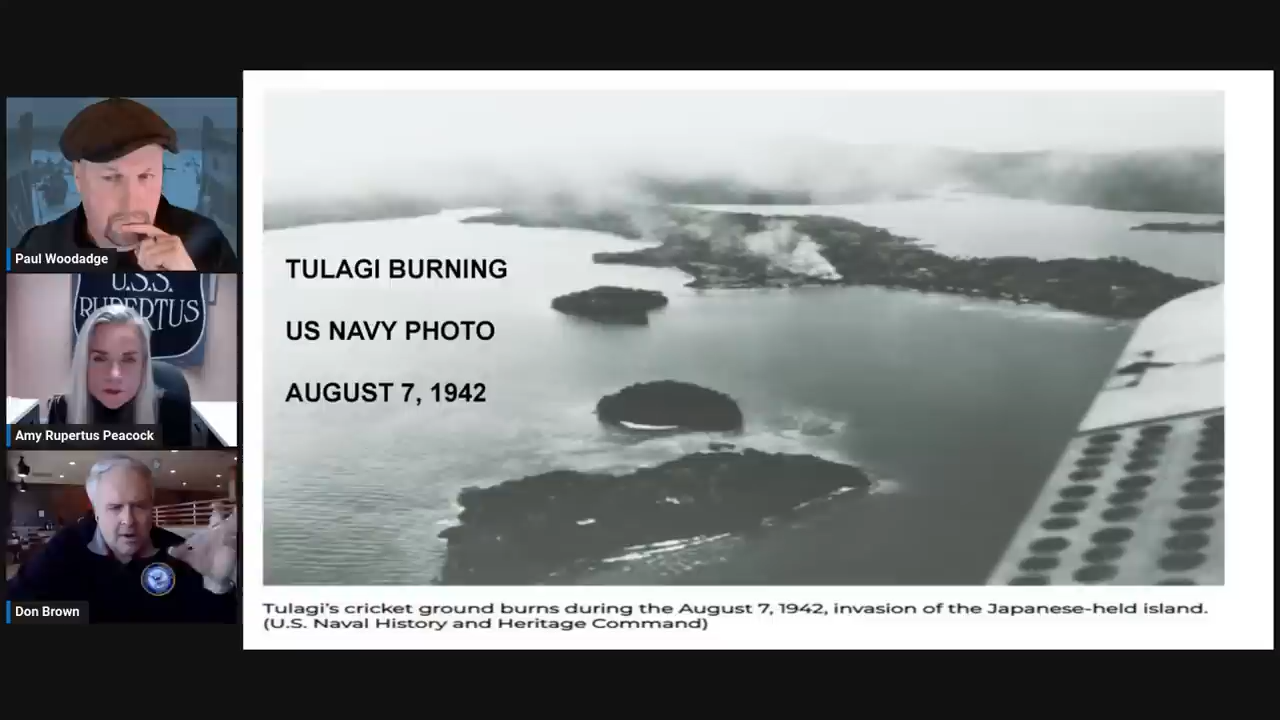 Paul Woodadge
U.S.S.
RUPERTUS
Amy Rupertus Peacock
Don Brown
TULAGI BURNING
US NAVY PHOTO
AUGUST 7, 1942
Tulagi's cricket ground burns during the August 7, 1942, invasion of the Japanese-held island.
(U.S. Naval History and Heritage Command)